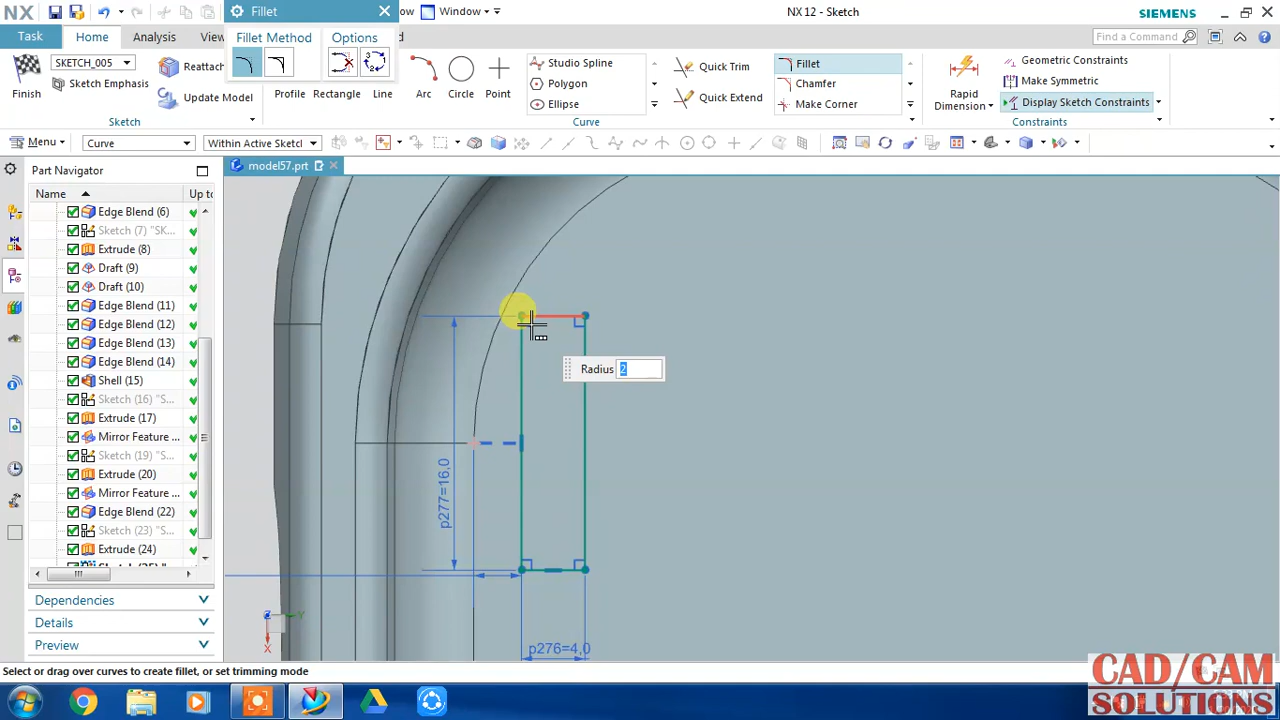 NX
Window
NX 12 - Sketch
SIEMENS
Fillet
Task
Home
Analysis
Fillet Method
Options
Find a Command
SKETCH_005
Finish
Sketch Emphasis
Reattach
Update Model
Sketch
Profile
Rectangle
Line
Arc
Circle
Point
Studio Spline
Polygon
Ellipse
Curve
Quick Trim
Quick Extend
Fillet
Chamfer
Make Corner
Rapid
Dimension
Geometric Constraints
Make Symmetric
Display Sketch Constraints
Constraints
Menu
Curve
Within Active Sketcl
model57.prt
Part Navigator
Name
Up to
Edge Blend (6)
Sketch (7) "SK...
Extrude (8)
Draft (9)
Draft (10)
Edge Blend (11)
Edge Blend (12)
Edge Blend (13)
Edge Blend (14)
Shell (15)
Sketch (16) "S...
Extrude (17)
Mirror Feature ...
Sketch (19) "S...
Extrude (20)
Mirror Feature ...
Edge Blend (22)
Sketch (23) "S...
Extrude (24)
Dependencies
Details
Preview
Radius 2
p277=16,0
p276=4,0
Y
X
Select or drag over curves to create fillet, or set trimming mode
CAD/CAM
SOLUTIONS